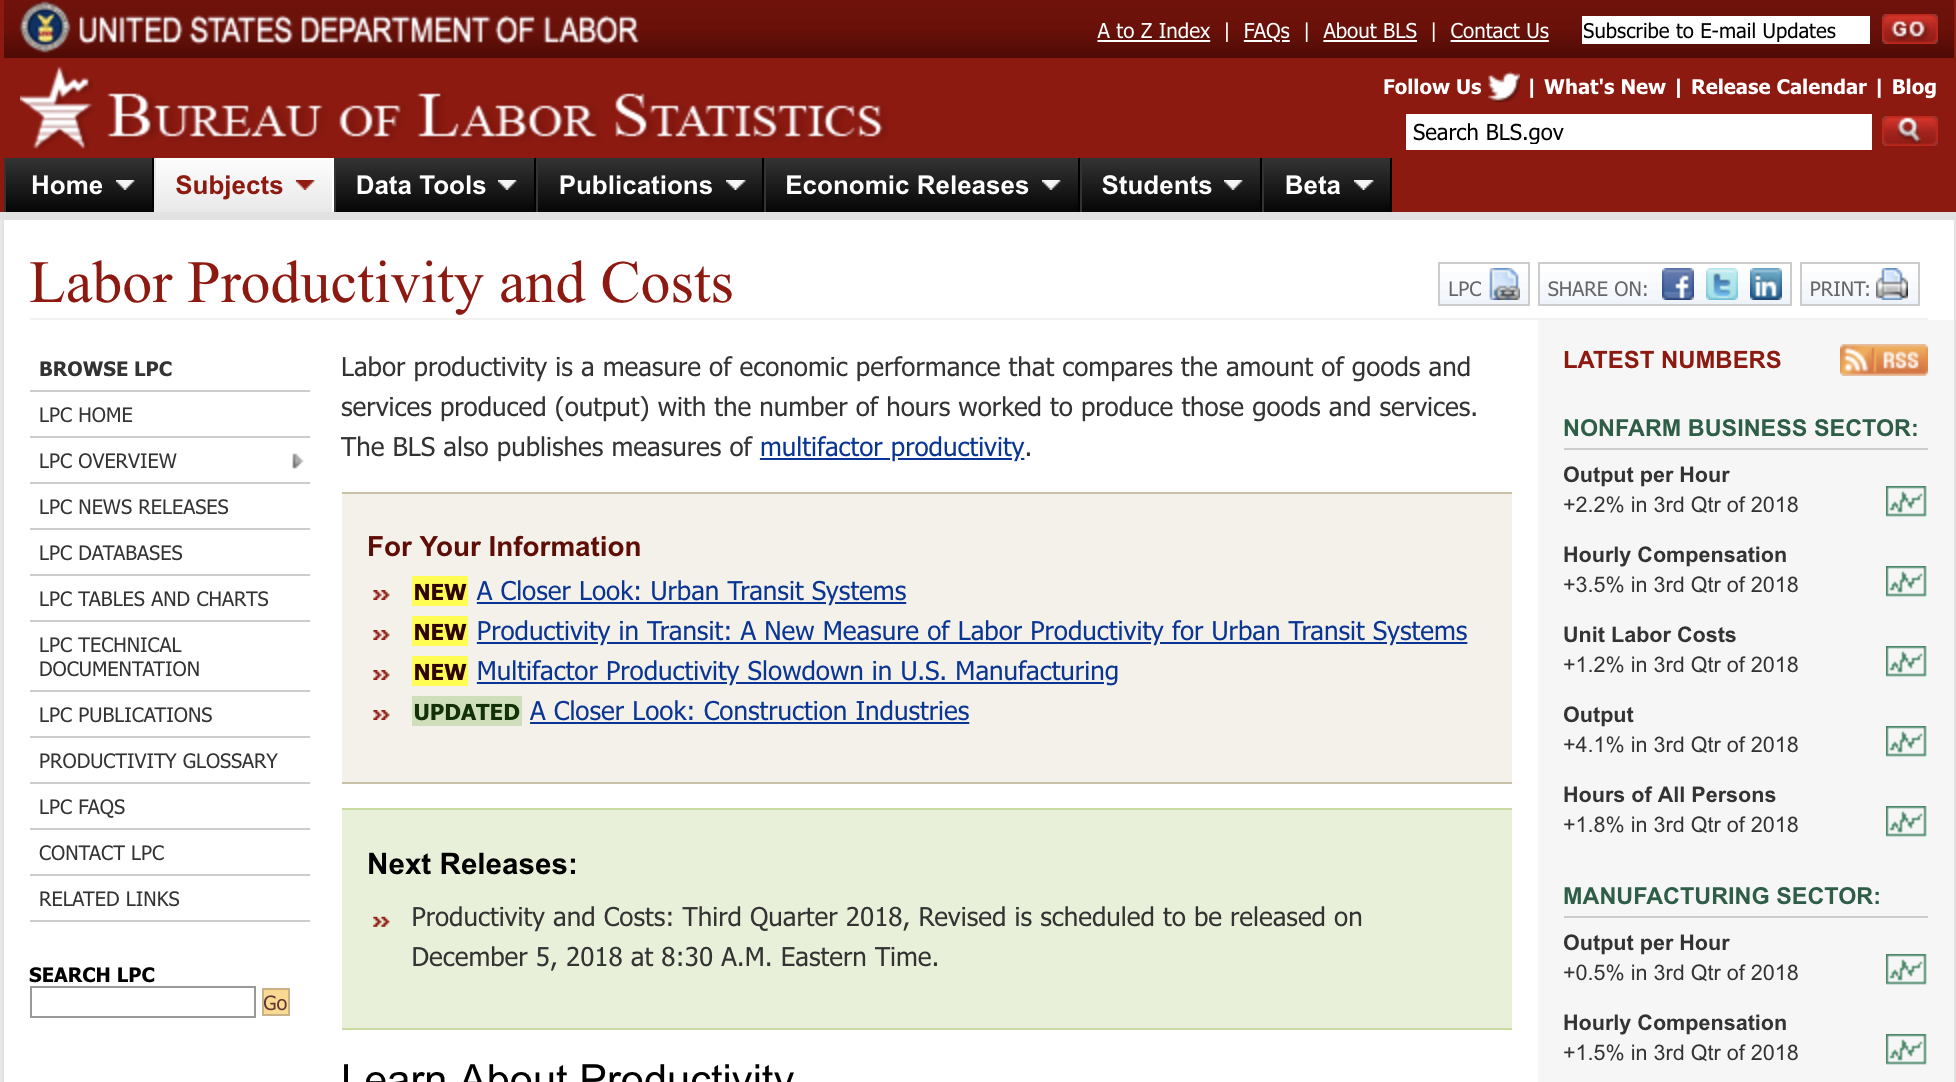 UNITED STATES DEPARTMENT OF LABOR
A to Z Index | FAQs | About BLS | Contact Us
Subscribe to E-mail Updates GO
BUREAU OF LABOR STATISTICS
Follow Us | What's New | Release Calendar | Blog
Search BLS.gov
Home Subjects Data Tools Publications Economic Releases Students Beta
Labor Productivity and Costs
LPC SHARE ON: PRINT:
BROWSE LPC
LPC HOME
LPC OVERVIEW
LPC NEWS RELEASES
LPC DATABASES
LPC TABLES AND CHARTS
LPC TECHNICAL
DOCUMENTATION
LPC PUBLICATIONS
PRODUCTIVITY GLOSSARY
LPC FAQS
CONTACT LPC
RELATED LINKS
SEARCH LPC
Go
Labor productivity is a measure of economic performance that compares the amount of goods and
services produced (output) with the number of hours worked to produce those goods and services.
The BLS also publishes measures of multifactor productivity.
For Your Information
» NEW A Closer Look: Urban Transit Systems
» NEW Productivity in Transit: A New Measure of Labor Productivity for Urban Transit Systems
» NEW Multifactor Productivity Slowdown in U.S. Manufacturing
» UPDATED A Closer Look: Construction Industries
Next Releases:
» Productivity and Costs: Third Quarter 2018, Revised is scheduled to be released on
December 5, 2018 at 8:30 A.M. Eastern Time.
Learn About Productivity
LATEST NUMBERS RSS
NONFARM BUSINESS SECTOR:
Output per Hour
+2.2% in 3rd Qtr of 2018
Hourly Compensation
+3.5% in 3rd Qtr of 2018
Unit Labor Costs
+1.2% in 3rd Qtr of 2018
Output
+4.1% in 3rd Qtr of 2018
Hours of All Persons
+1.8% in 3rd Qtr of 2018
MANUFACTURING SECTOR:
Output per Hour
+0.5% in 3rd Qtr of 2018
Hourly Compensation
+1.5% in 3rd Qtr of 2018